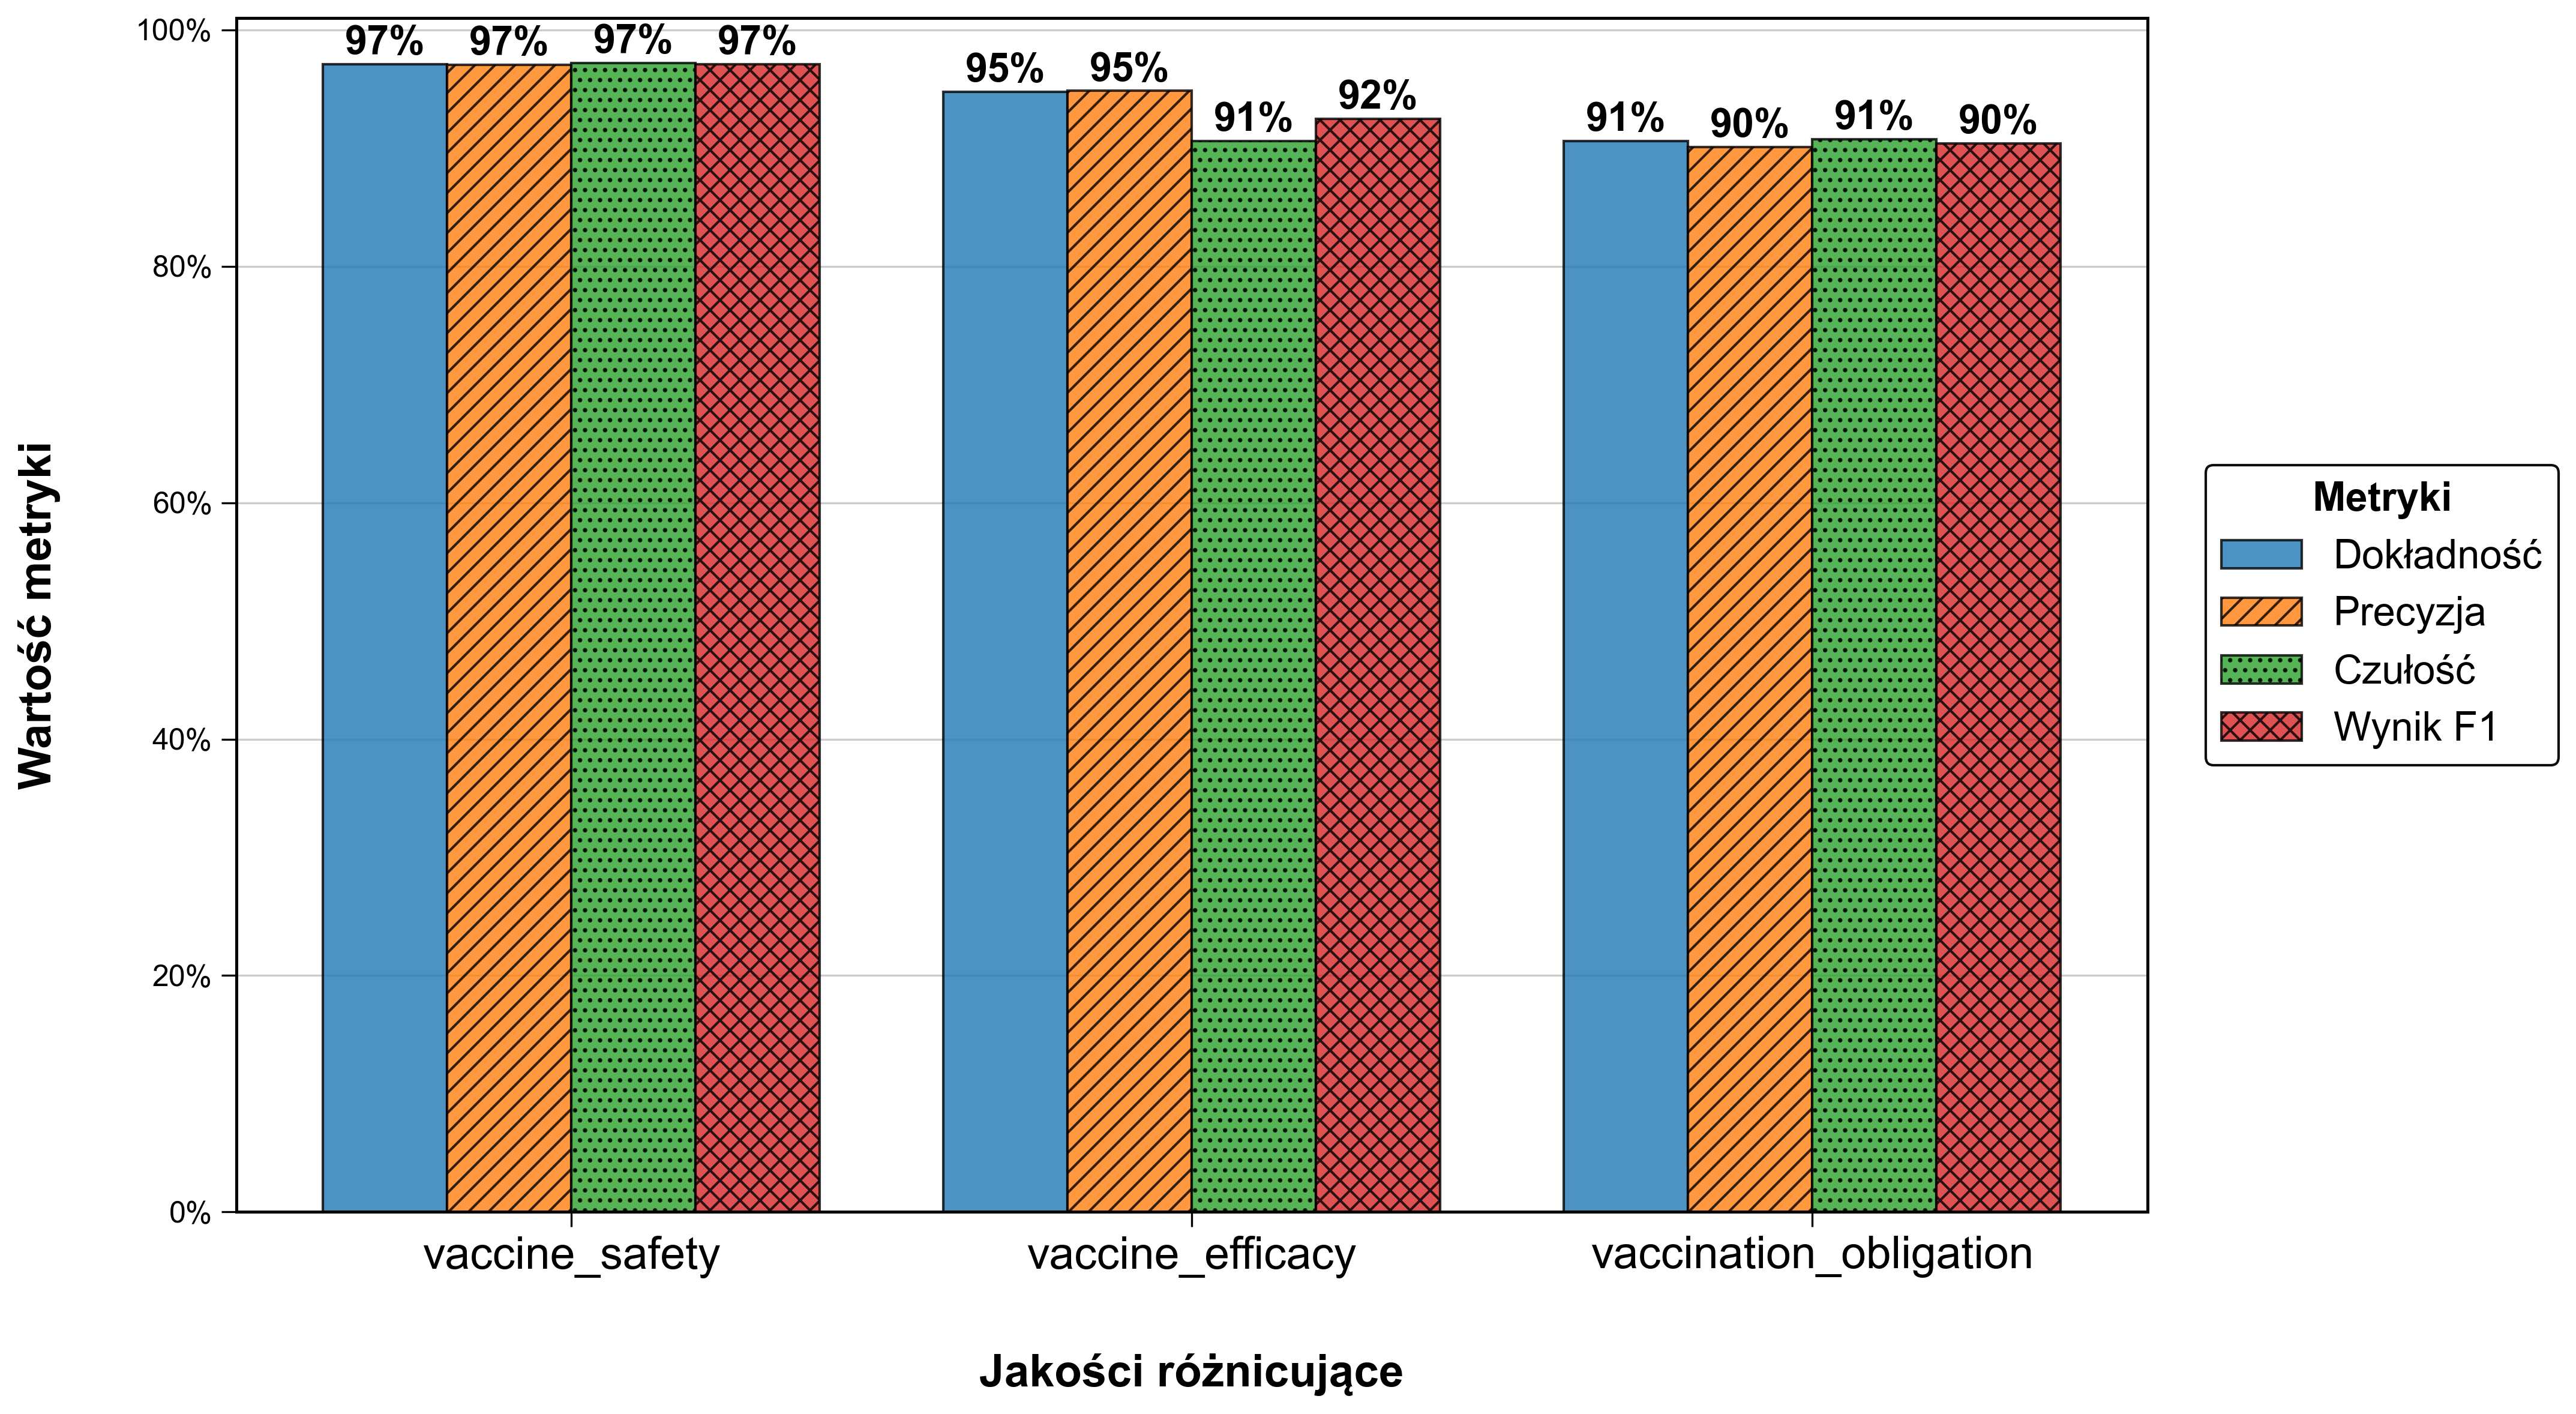 Wartość metryki
100%
80%
60%
40%
20%
0%
97% 97% 97% 97%
95% 95% 91% 92%
91% 90% 91% 90%
vaccine_safety vaccine_efficacy vaccination_obligation
Jakości różnicujące
Metryki
Dokładność
Precyzja
Czułość
Wynik F1